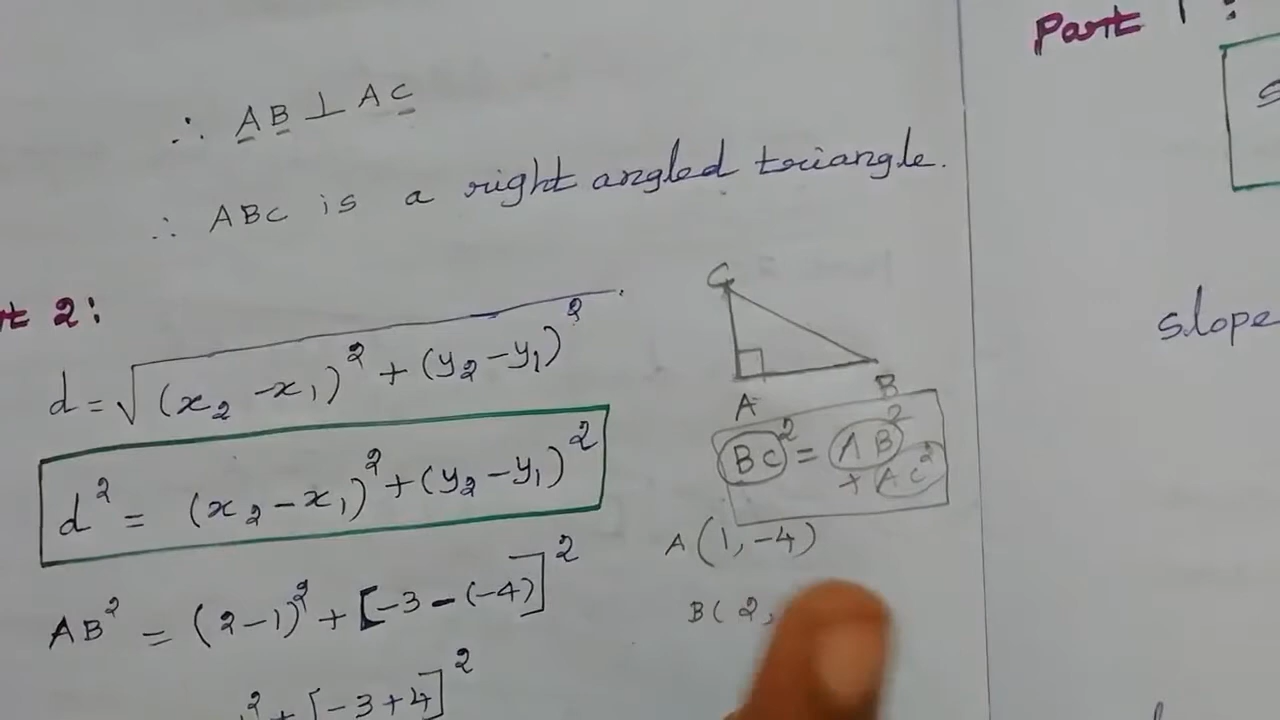 ∴ AB ⊥ AC
∴ ABC is a right angled triangle.
2:
d = √(x₂ - x₁)² + (y₂ - y₁)²
d² = (x₂ - x₁)² + (y₂ - y₁)²
AB² = (2-1)² + [-3 - (-4)]²
² + [-3+4]²
C
A
B
BC² = AB²
+ AC²
A(1, -4)
B(2,
Part 1:
slope